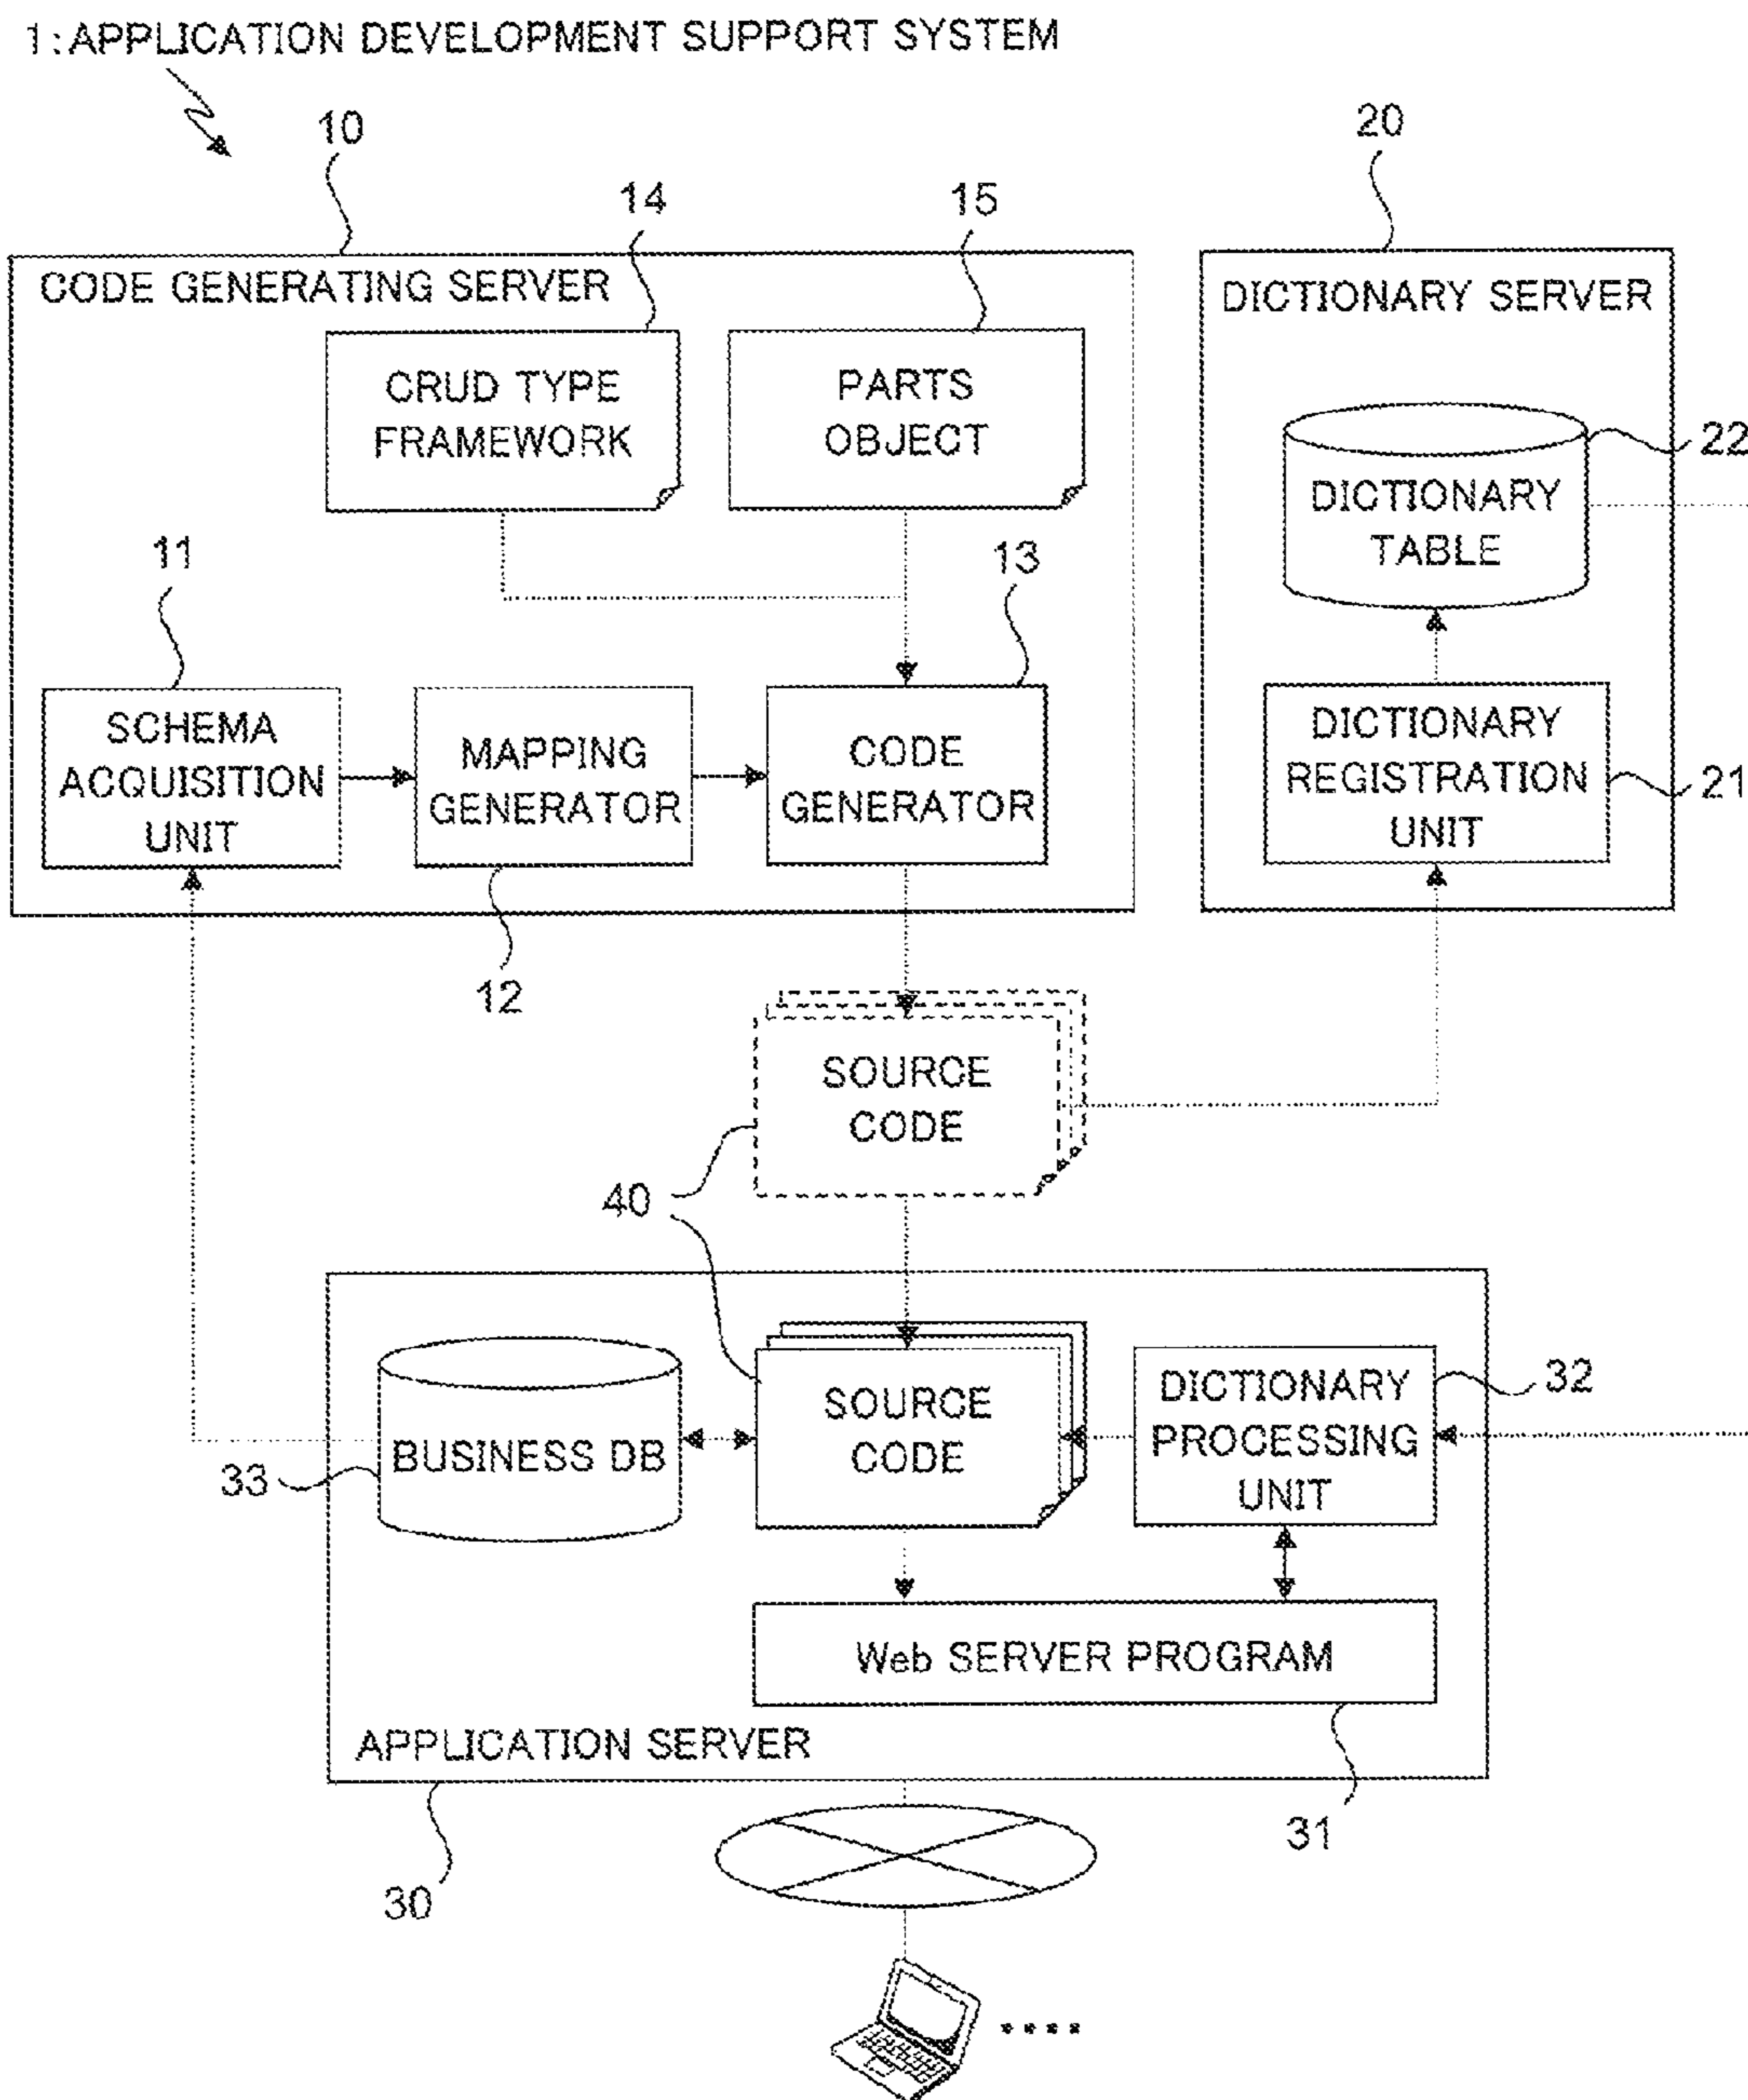 1:APPLICATION DEVELOPMENT SUPPORT SYSTEM
10
20
14
15
CODE GENERATING SERVER
DICTIONARY SERVER
CRUD TYPE
FRAMEWORK
PARTS
OBJECT
22
DICTIONARY
TABLE
11
13
SCHEMA
ACQUISITION
UNIT
MAPPING
GENERATOR
CODE
GENERATOR
DICTIONARY
REGISTRATION
UNIT
21
12
SOURCE
CODE
40
BUSINESS DB
33
SOURCE
CODE
DICTIONARY
PROCESSING
UNIT
32
Web SERVER PROGRAM
APPLICATION SERVER
31
30